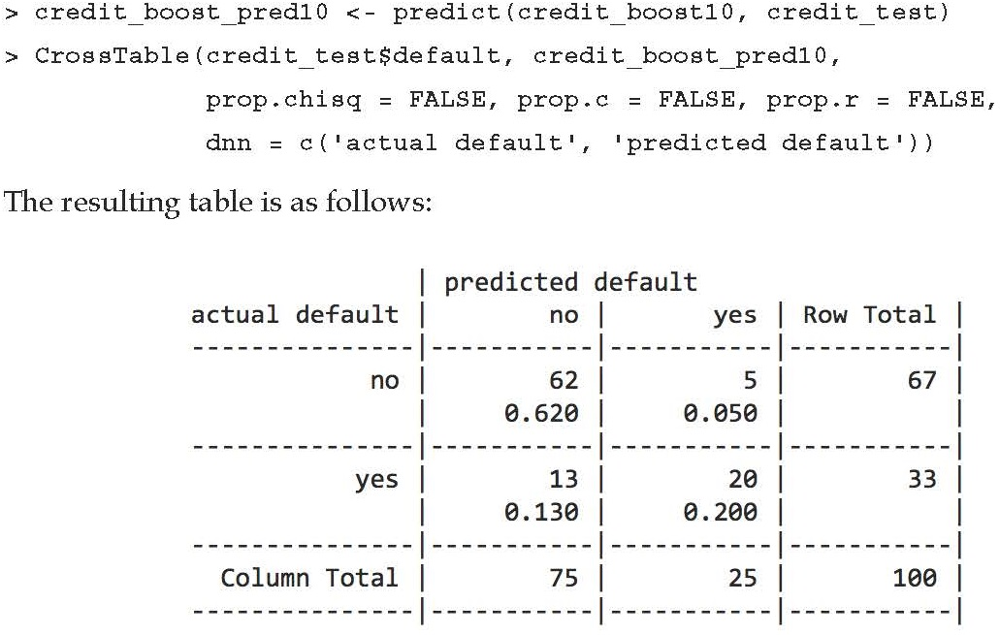 > credit_boost_pred10 <- predict(credit_boost10, credit_test)
> CrossTable(credit_test$default, credit_boost_pred10,
prop.chisq = FALSE, prop.c = FALSE, prop.r = FALSE,
dnn = c('actual default', 'predicted default'))
The resulting table is as follows:
| predicted default
actual default | no | yes | Row Total |
---------------|-----------|-----------|-----------|
no | 62 | 5 | 67 |
| 0.620 | 0.050 | |
---------------|-----------|-----------|-----------|
yes | 13 | 20 | 33 |
| 0.130 | 0.200 | |
---------------|-----------|-----------|-----------|
Column Total | 75 | 25 | 100 |
---------------|-----------|-----------|-----------|